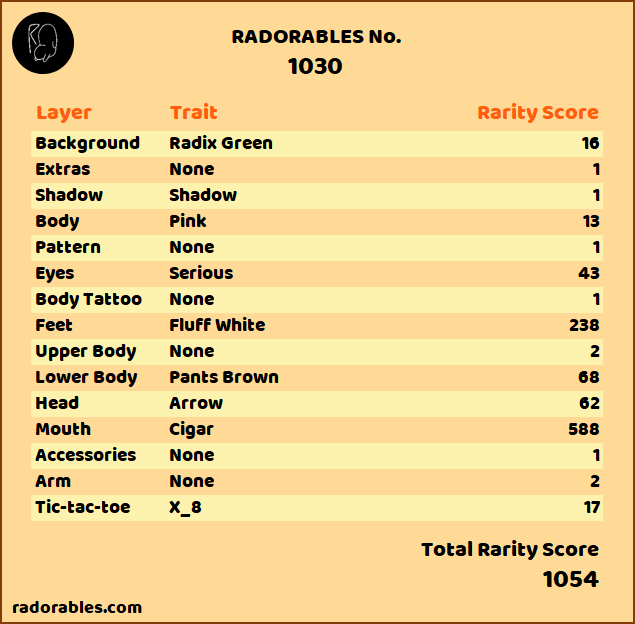 RADORABLES No.
1030
Layer Trait Rarity Score
Background Radix Green 16
Extras None 1
Shadow Shadow 1
Body Pink 13
Pattern None 1
Eyes Serious 43
Body Tattoo None 1
Feet Fluff White 238
Upper Body None 2
Lower Body Pants Brown 68
Head Arrow 62
Mouth Cigar 588
Accessories None 1
Arm None 2
Tic-tac-toe X_8 17
Total Rarity Score
1054
radorables.com